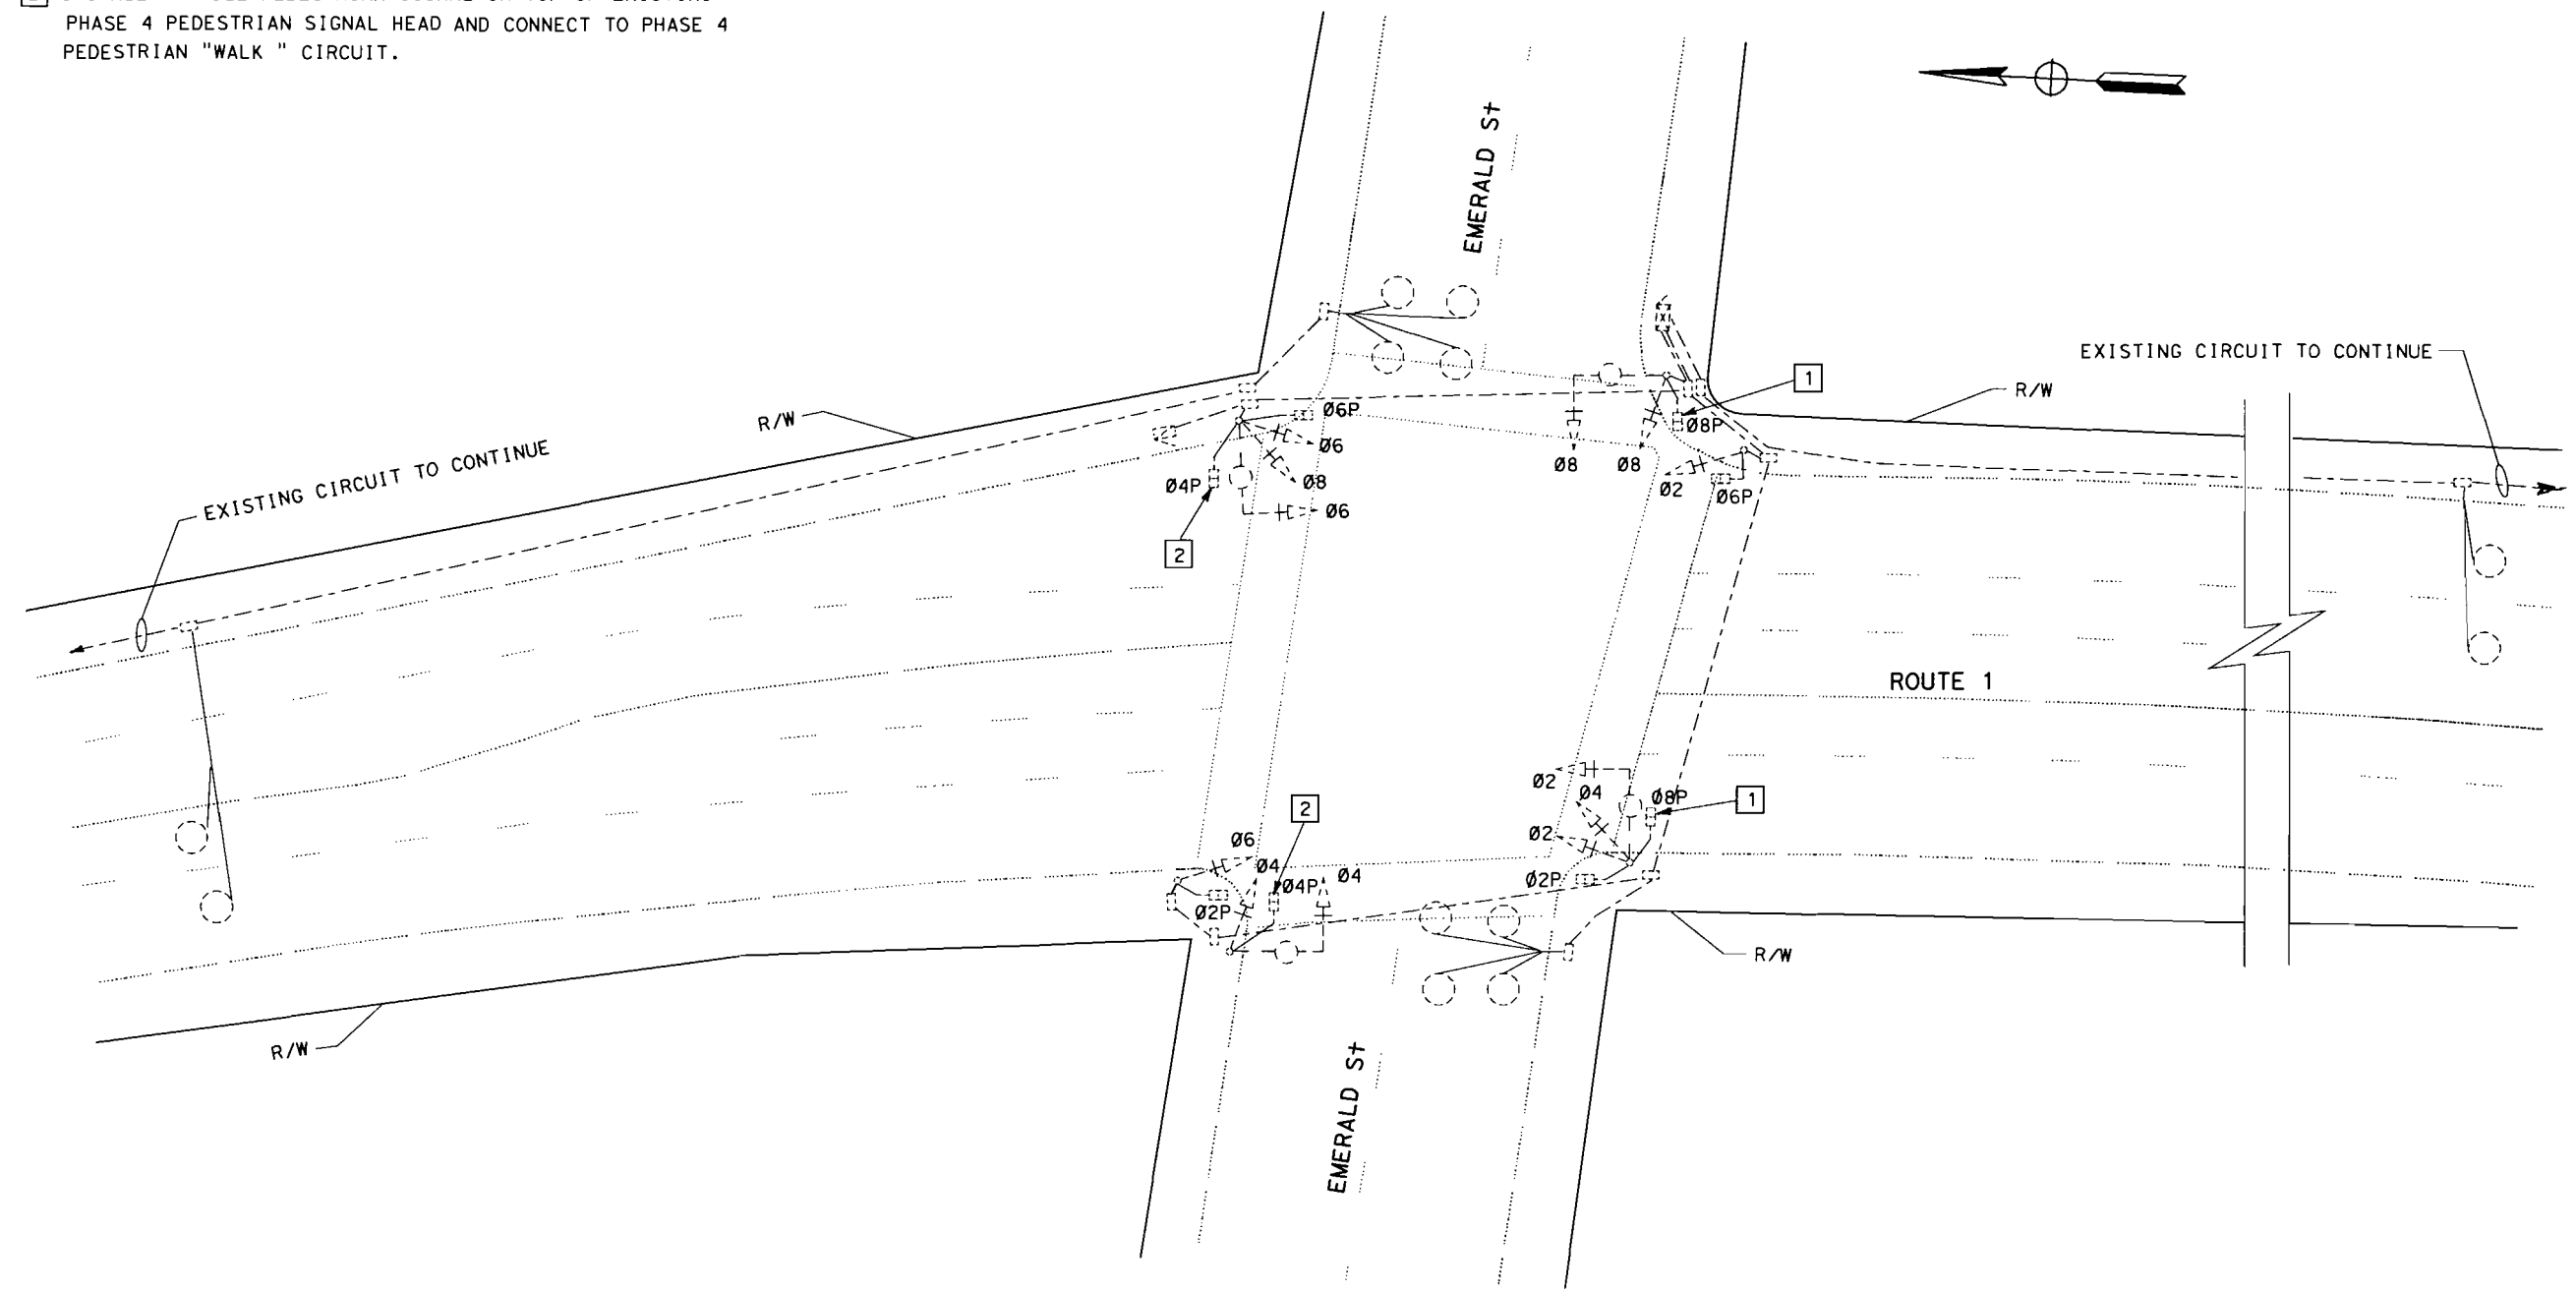 PHASE 4 PEDESTRIAN SIGNAL HEAD AND CONNECT TO PHASE 4
PEDESTRIAN "WALK " CIRCUIT.
EMERALD St
EXISTING CIRCUIT TO CONTINUE
1
R/W
R/W
Ø6P
Ø8P
Ø6
Ø8
Ø8
EXISTING CIRCUIT TO CONTINUE
Ø4P
Ø8
Ø2
Ø6P
Ø6
2
ROUTE 1
Ø2
Ø4
Ø8P
1
2
Ø2
Ø6
Ø4
Ø4P
Ø4
Ø2P
Ø2P
R/W
R/W
EMERALD St